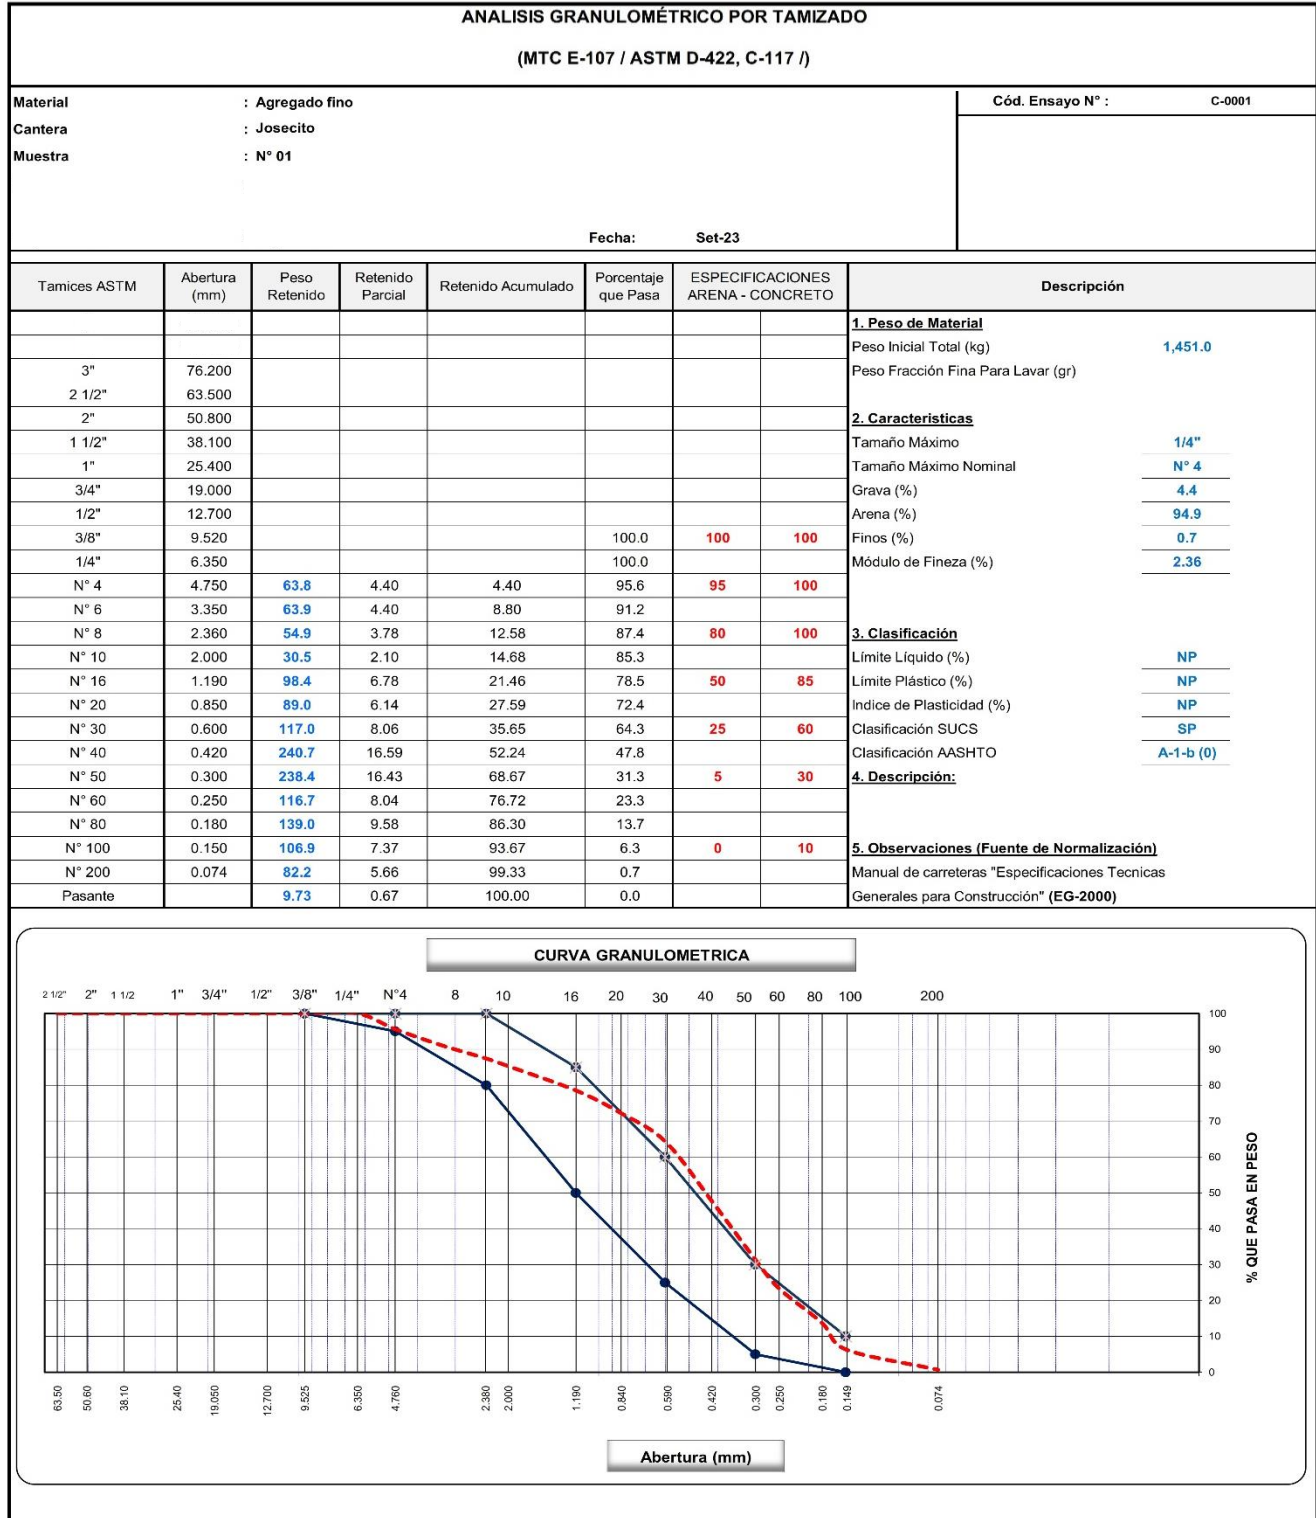 ANALISIS GRANULOMÉTRICO POR TAMIZADO
(MTC E-107 / ASTM D-422, C-117 /)
Material : Agregado fino
Cód. Ensayo N° : C-0001
Cantera : Josecito
Muestra : N° 01
Fecha: Set-23
Tamices ASTM Abertura (mm) Peso Retenido Retenido Parcial Retenido Acumulado Porcentaje que Pasa ESPECIFICACIONES ARENA - CONCRETO Descripción
1. Peso de Material
Peso Inicial Total (kg) 1,451.0
3" 76.200 Peso Fracción Fina Para Lavar (gr)
2 1/2" 63.500
2" 50.800 2. Caracteristicas
1 1/2" 38.100 Tamaño Máximo 1/4"
1" 25.400 Tamaño Máximo Nominal N° 4
3/4" 19.000 Grava (%) 4.4
1/2" 12.700 Arena (%) 94.9
3/8" 9.520 100.0 100 100 Finos (%) 0.7
1/4" 6.350 100.0 Módulo de Fineza (%) 2.36
N° 4 4.750 63.8 4.40 4.40 95.6 95 100
N° 6 3.350 63.9 4.40 8.80 91.2
N° 8 2.360 54.9 3.78 12.58 87.4 80 100 3. Clasificación
N° 10 2.000 30.5 2.10 14.68 85.3 Límite Líquido (%) NP
N° 16 1.190 98.4 6.78 21.46 78.5 50 85 Límite Plástico (%) NP
N° 20 0.850 89.0 6.14 27.59 72.4 Indice de Plasticidad (%) NP
N° 30 0.600 117.0 8.06 35.65 64.3 25 60 Clasificación SUCS SP
N° 40 0.420 240.7 16.59 52.24 47.8 Clasificación AASHTO A-1-b (0)
N° 50 0.300 238.4 16.43 68.67 31.3 5 30 4. Descripción:
N° 60 0.250 116.7 8.04 76.72 23.3
N° 80 0.180 139.0 9.58 86.30 13.7
N° 100 0.150 106.9 7.37 93.67 6.3 0 10 5. Observaciones (Fuente de Normalización)
N° 200 0.074 82.2 5.66 99.33 0.7 Manual de carreteras "Especificaciones Tecnicas
Pasante 9.73 0.67 100.00 0.0 Generales para Construcción" (EG-2000)
CURVA GRANULOMETRICA
2 1/2" 2" 1 1/2 1" 3/4" 1/2" 3/8" 1/4" N°4 8 10 16 20 30 40 50 60 80 100 200
100
90
80
70
60
50
40
30
20
10
0
% QUE PASA EN PESO
63.50 50.60 38.10 25.40 19.050 12.700 9.525 6.350 4.760 2.380 2.000 1.190 0.840 0.590 0.420 0.300 0.250 0.180 0.149 0.074
Abertura (mm)